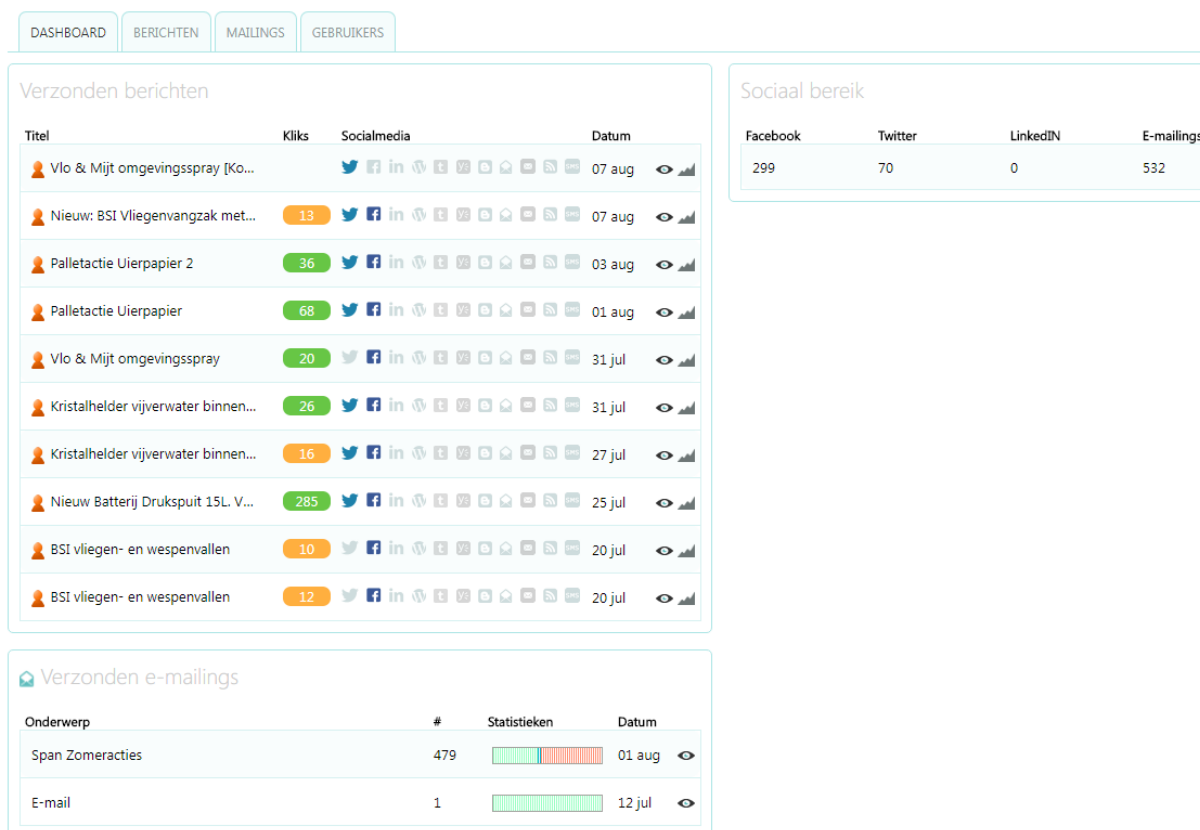 DASHBOARD BERICHTEN MAILINGS GEBRUIKERS
Verzonden berichten
Titel Kliks Socialmedia Datum
Vlo & Mijt omgevingsspray [Ko... 07 aug
Nieuw: BSI Vliegenvangzak met... 13 07 aug
Palletactie Uierpapier 2 36 03 aug
Palletactie Uierpapier 68 01 aug
Vlo & Mijt omgevingsspray 20 31 jul
Kristalhelder vijverwater binnen... 26 31 jul
Kristalhelder vijverwater binnen... 16 27 jul
Nieuw Batterij Drukspuit 15L. V... 285 25 jul
BSI vliegen- en wespenvallen 10 20 jul
BSI vliegen- en wespenvallen 12 20 jul
Sociaal bereik
Facebook Twitter LinkedIN E-mailings
299 70 0 532
Verzonden e-mailings
Onderwerp # Statistieken Datum
Span Zomeracties 479 01 aug
E-mail 1 12 jul